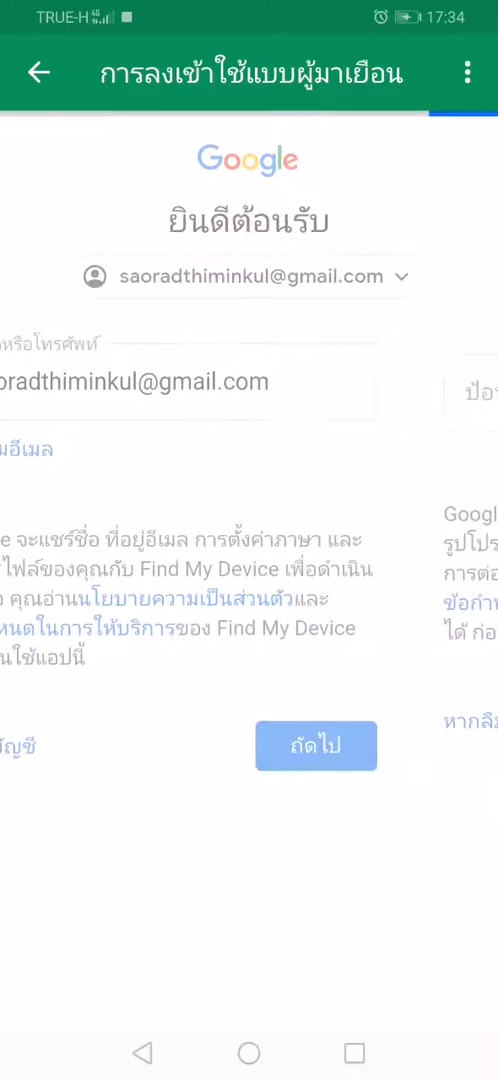 TRUE-H 4G 17:34
การลงเข้าใช้แบบผู้มาเยือน
Google
ยินดีต้อนรับ
saoradthiminkul@gmail.com
หรือโทรศัพท์
oradthiminkul@gmail.com
ป้อ
มอีเมล
e จะแชร์ชื่อ ที่อยู่อีเมล การตั้งค่าภาษา และ
ไฟล์ของคุณกับ Find My Device เพื่อดำเนิน
คุณอ่านนโยบายความเป็นส่วนตัวและ
หนดในการให้บริการของ Find My Device
นใช้แอปนี้
Googl
รูปโปร
การต่อ
ข้อกำห
ได้ ก่อ
บัญชี
ถัดไป
หากลืม